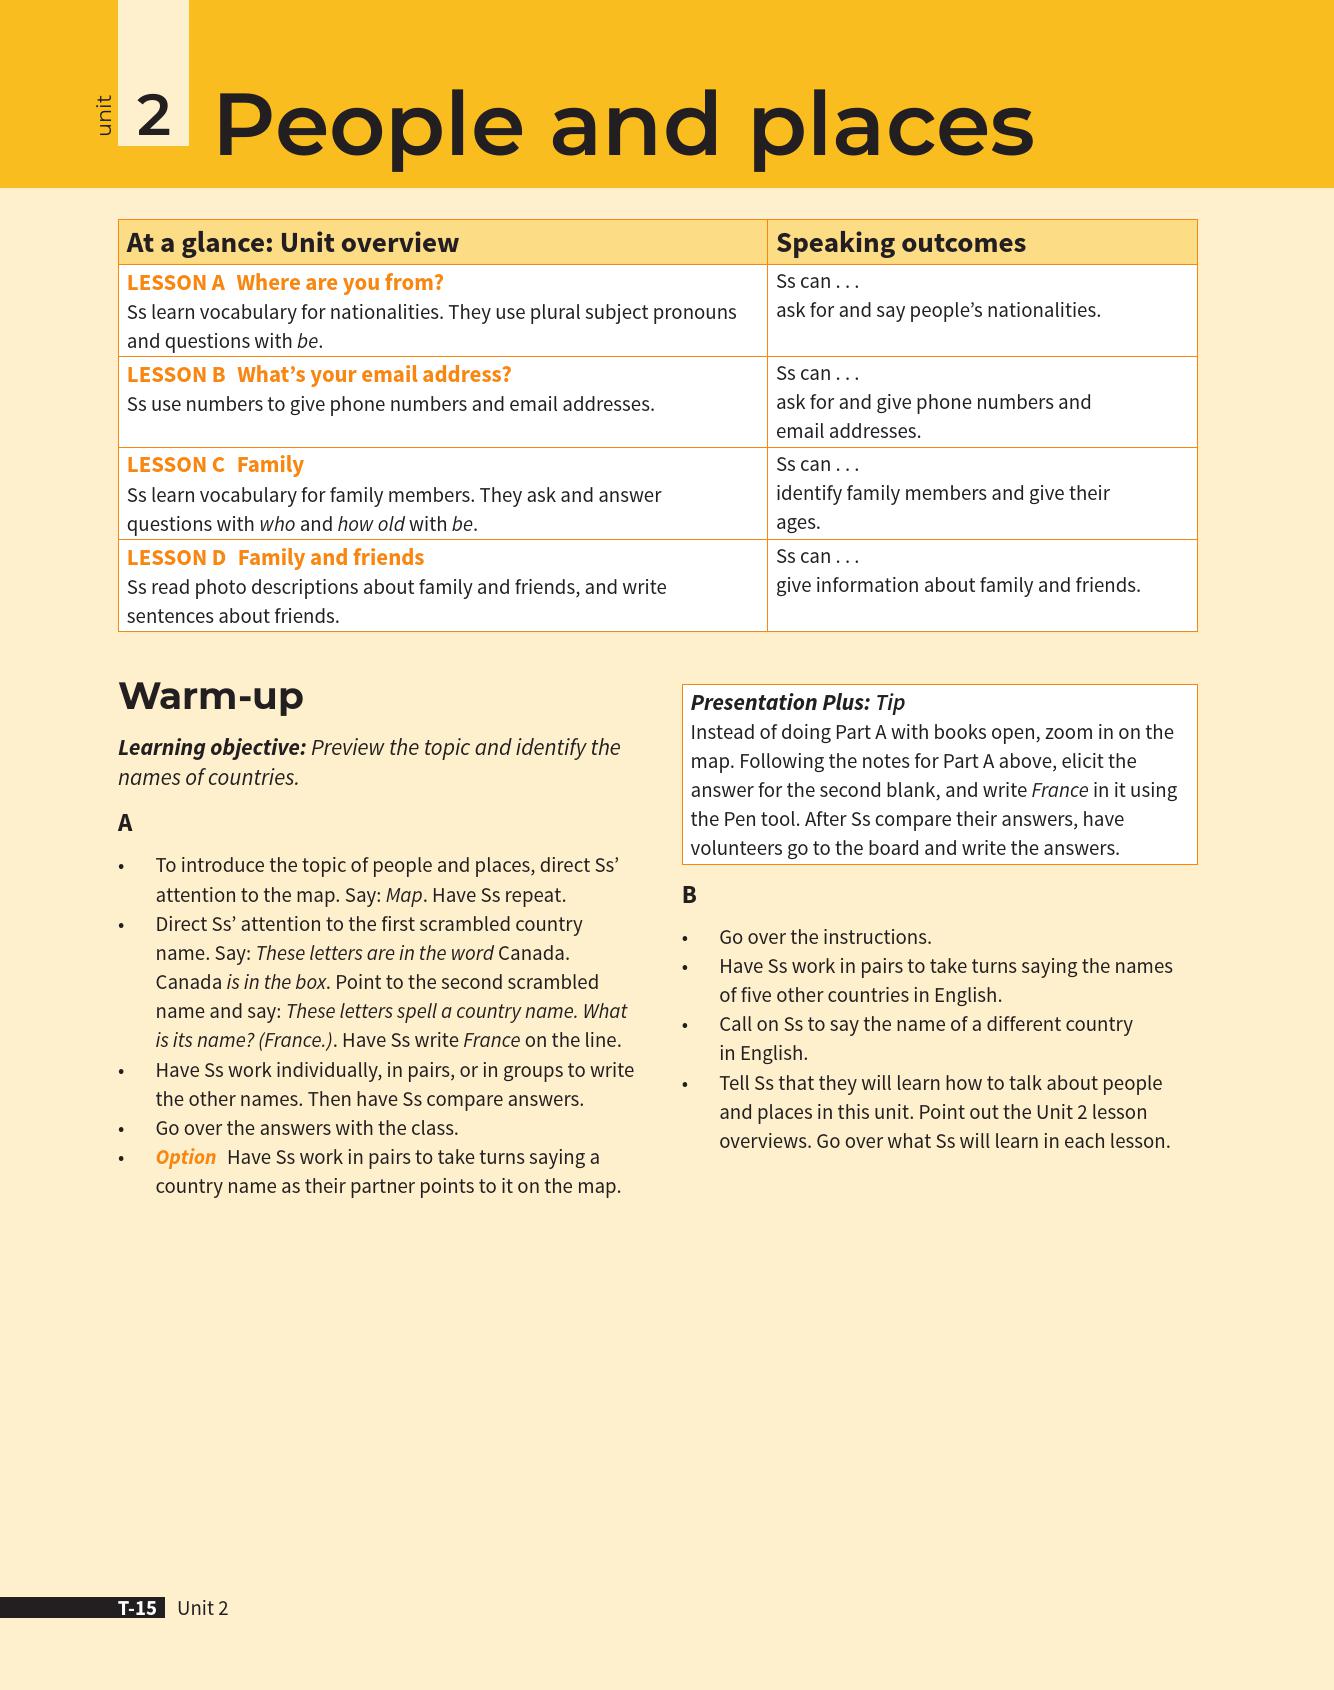 unit
2 People and places
At a glance: Unit overview
Speaking outcomes
LESSON A Where are you from?
Ss learn vocabulary for nationalities. They use plural subject pronouns
and questions with be.
Ss can . . .
ask for and say people’s nationalities.
LESSON B What’s your email address?
Ss use numbers to give phone numbers and email addresses.
Ss can . . .
ask for and give phone numbers and
email addresses.
LESSON C Family
Ss learn vocabulary for family members. They ask and answer
questions with who and how old with be.
Ss can . . .
identify family members and give their
ages.
LESSON D Family and friends
Ss read photo descriptions about family and friends, and write
sentences about friends.
Ss can . . .
give information about family and friends.
Warm-up
Learning objective: Preview the topic and identify the
names of countries.
A
• To introduce the topic of people and places, direct Ss’
attention to the map. Say: Map. Have Ss repeat.
• Direct Ss’ attention to the first scrambled country
name. Say: These letters are in the word Canada.
Canada is in the box. Point to the second scrambled
name and say: These letters spell a country name. What
is its name? (France.). Have Ss write France on the line.
• Have Ss work individually, in pairs, or in groups to write
the other names. Then have Ss compare answers.
• Go over the answers with the class.
• Option Have Ss work in pairs to take turns saying a
country name as their partner points to it on the map.
Presentation Plus: Tip
Instead of doing Part A with books open, zoom in on the
map. Following the notes for Part A above, elicit the
answer for the second blank, and write France in it using
the Pen tool. After Ss compare their answers, have
volunteers go to the board and write the answers.
B
• Go over the instructions.
• Have Ss work in pairs to take turns saying the names
of five other countries in English.
• Call on Ss to say the name of a different country
in English.
• Tell Ss that they will learn how to talk about people
and places in this unit. Point out the Unit 2 lesson
overviews. Go over what Ss will learn in each lesson.
T-15 Unit 2